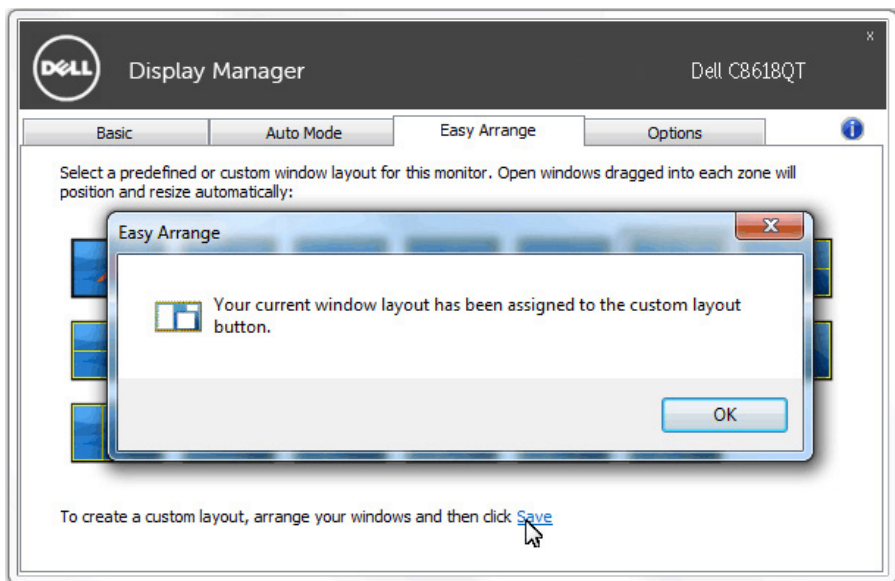 DELL
Display Manager
Dell C8618QT
x
Basic
Auto Mode
Easy Arrange
Options
i
Select a predefined or custom window layout for this monitor. Open windows dragged into each zone will
position and resize automatically:
Easy Arrange
x
Your current window layout has been assigned to the custom layout
button.
OK
To create a custom layout, arrange your windows and then click Save